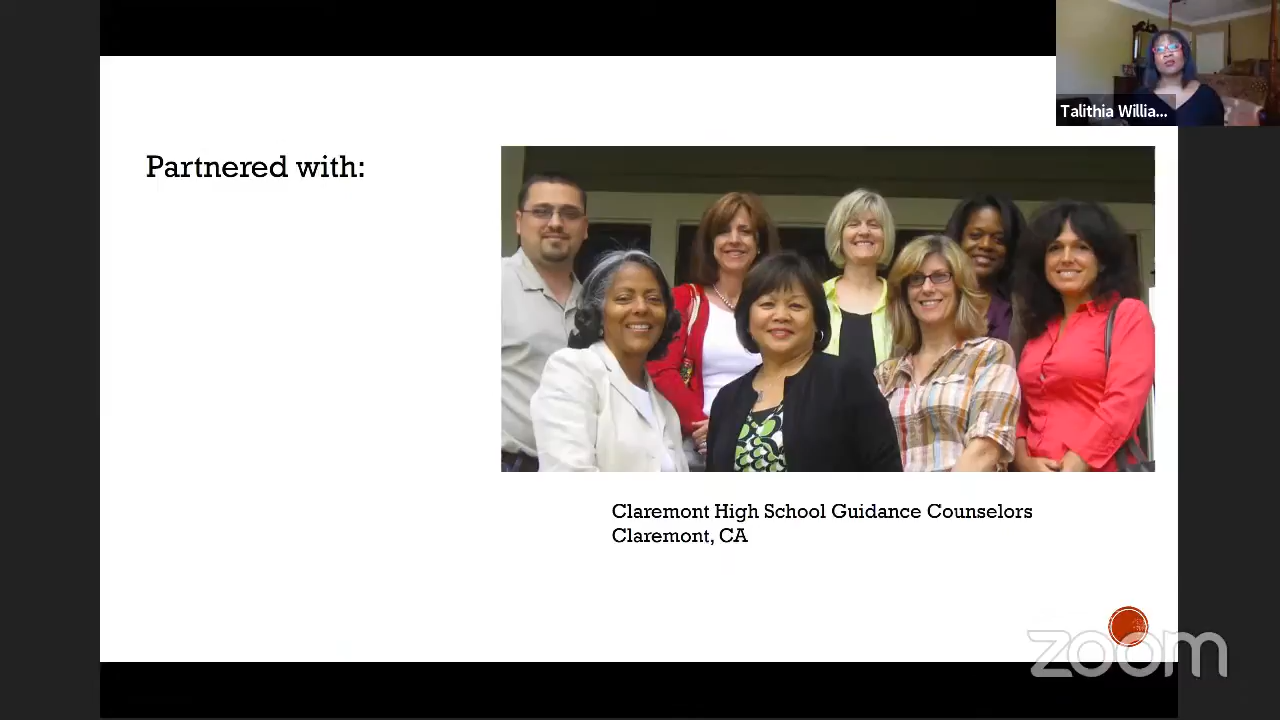 Talithia Willia...
Partnered with:
Claremont High School Guidance Counselors
Claremont, CA
zoom